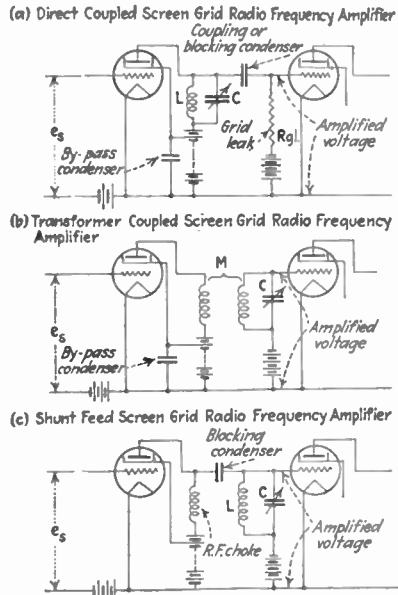 (a) Direct Coupled Screen Grid Radio Frequency Amplifier
Coupling or
blocking condenser
L
C
es
Grid
leak
RgL
Amplified
voltage
By-pass
condenser
(b) Transformer Coupled Screen Grid Radio Frequency
Amplifier
M
C
es
By-pass
condenser
Amplified
voltage
(c) Shunt Feed Screen Grid Radio Frequency Amplifier
Blocking
condenser
L
C
es
R.F. choke
Amplified
voltage